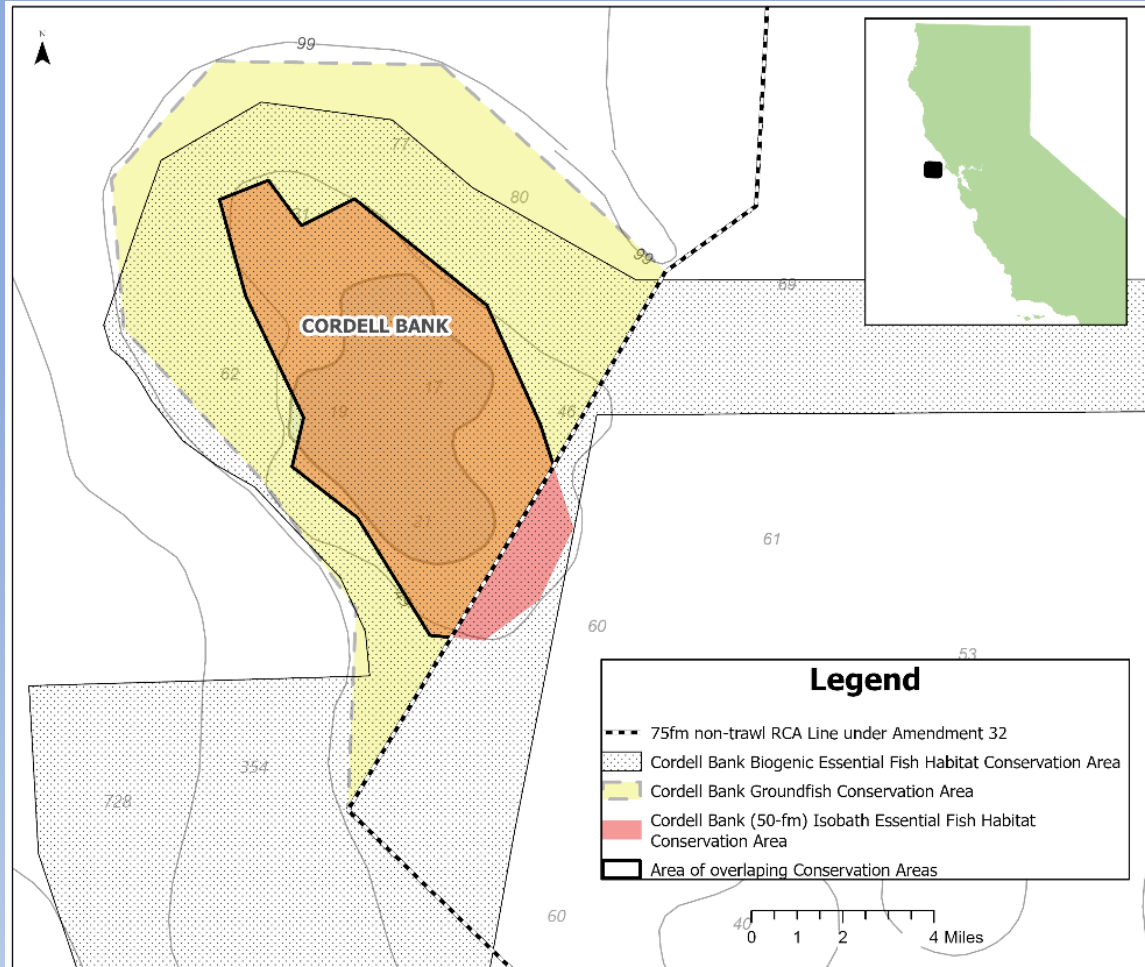 N
99
77
80
99
69
CORDELL BANK
62
17
19
46
21
61
60
53
354
728
60
40
Legend
75fm non-trawl RCA Line under Amendment 32
Cordell Bank Biogenic Essential Fish Habitat Conservation Area
Cordell Bank Groundfish Conservation Area
Cordell Bank (50-fm) Isobath Essential Fish Habitat
Conservation Area
Area of overlaping Conservation Areas
0 1 2 4 Miles